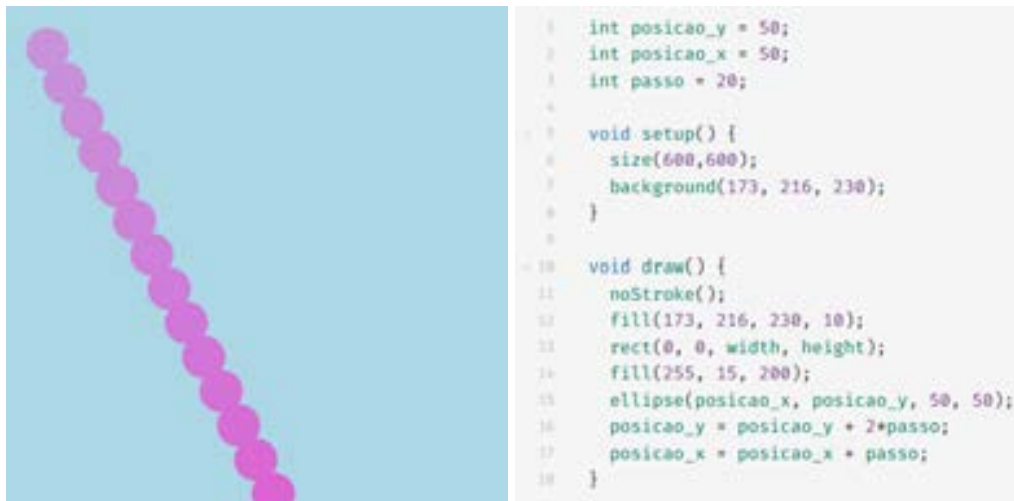 1 int posicao_y = 50;
2 int posicao_x = 50;
3 int passo = 20;
4
5 void setup() {
6 size(600,600);
7 background(173, 216, 230);
8 }
9
10 void draw() {
11 noStroke();
12 fill(173, 216, 230, 10);
13 rect(0, 0, width, height);
14 fill(255, 15, 200);
15 ellipse(posicao_x, posicao_y, 50, 50);
16 posicao_y = posicao_y + 2*passo;
17 posicao_x = posicao_x + passo;
18 }